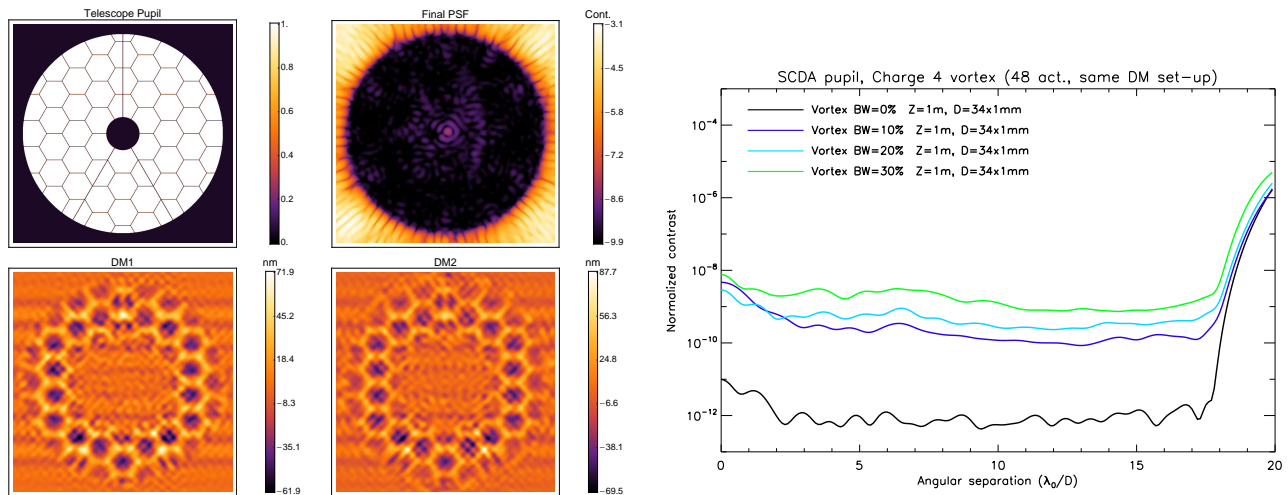 Telescope Pupil
1.
0.8
0.6
0.4
0.2
0.
Final PSF
Cont.
−3.1
−4.5
−5.8
−7.2
−8.6
−9.9
DM1
nm
71.9
45.2
18.4
−8.3
−35.1
−61.9
DM2
nm
87.7
56.3
24.9
−6.6
−38.1
−69.5
SCDA pupil, Charge 4 vortex (48 act., same DM set−up)
Vortex BW=0% Z=1m, D=34x1mm
Vortex BW=10% Z=1m, D=34x1mm
Vortex BW=20% Z=1m, D=34x1mm
Vortex BW=30% Z=1m, D=34x1mm
Normalized contrast
10−4
10−6
10−8
10−10
10−12
0 5 10 15 20
Angular separation (λ0/D)